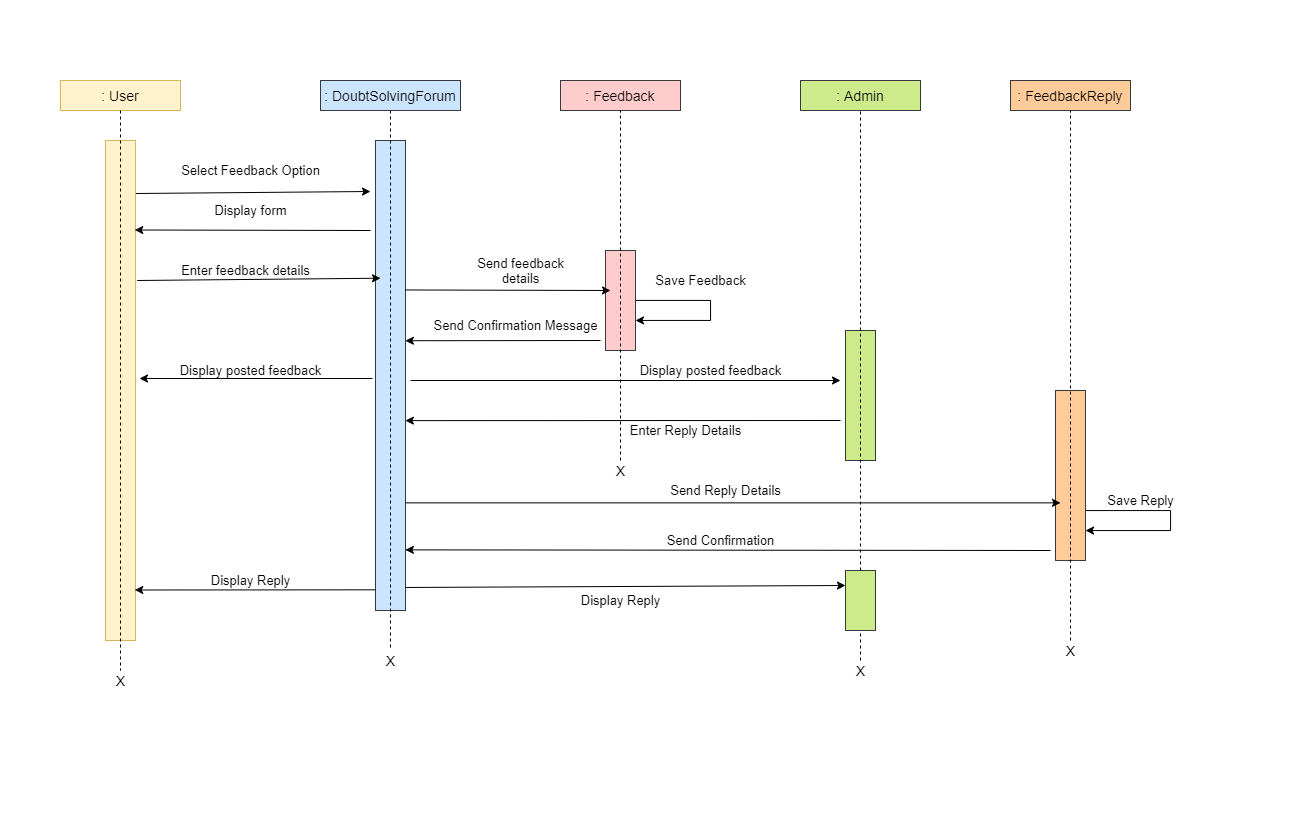 : User
: DoubtSolvingForum
: Feedback
: Admin
: FeedbackReply
Select Feedback Option
Display form
Enter feedback details
Send feedback
details
Save Feedback
Send Confirmation Message
Display posted feedback
Display posted feedback
Enter Reply Details
X
Send Reply Details
Save Reply
Send Confirmation
Display Reply
Display Reply
X
X
X
X